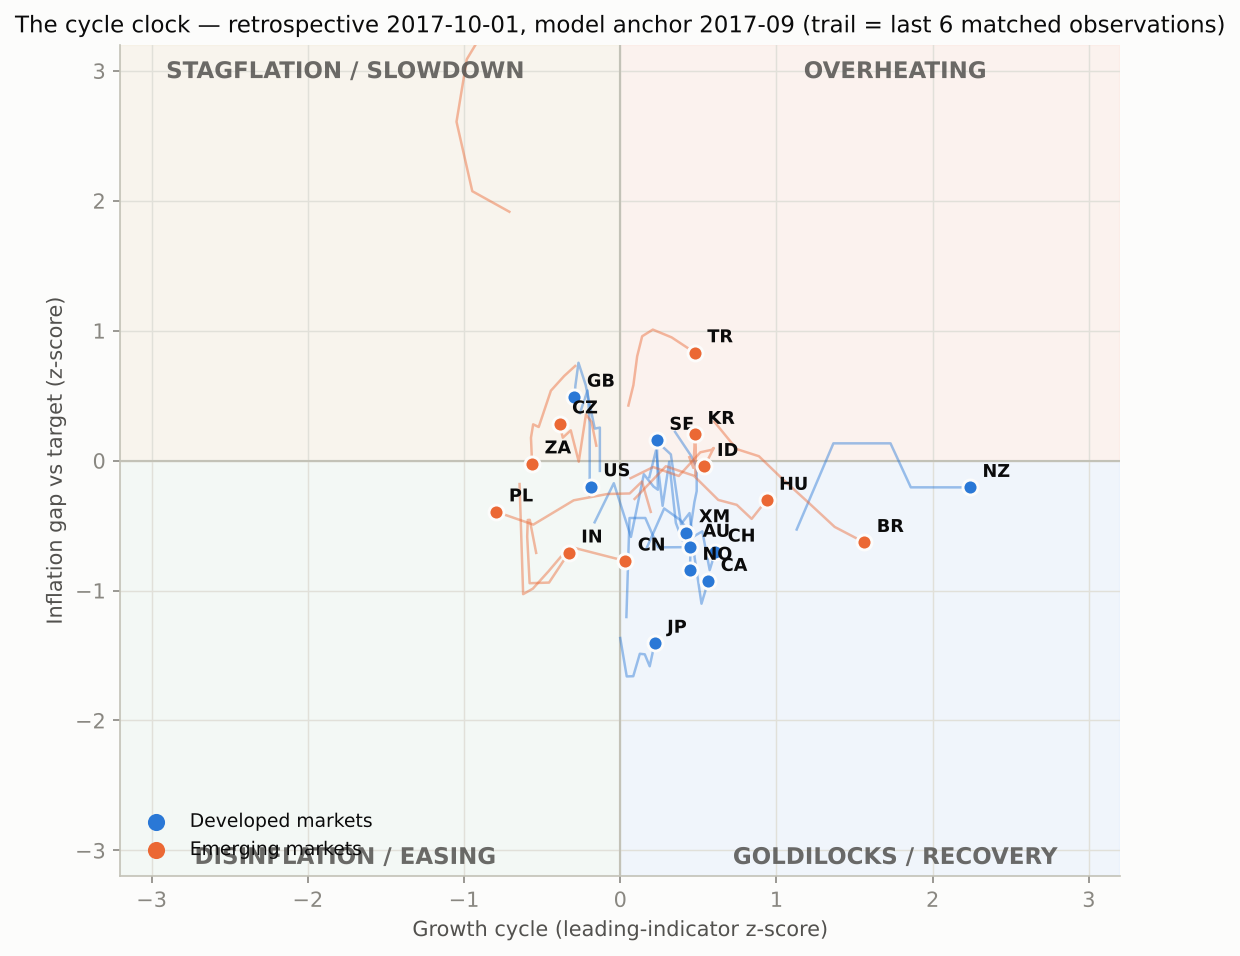 The cycle clock — retrospective 2017-10-01, model anchor 2017-09 (trail = last 6 matched observations)
STAGFLATION / SLOWDOWN
OVERHEATING
3
2
1
0
−1
−2
−3
Inflation gap vs target (z-score)
TR
GB
CZ
SE
KR
ZA
ID
US
NZ
HU
PL
XM
BR
AU
CH
IN
CN
NO
CA
JP
Developed markets
Emerging markets
DISINFLATION / EASING
GOLDILOCKS / RECOVERY
−3
−2
−1
0
1
2
3
Growth cycle (leading-indicator z-score)